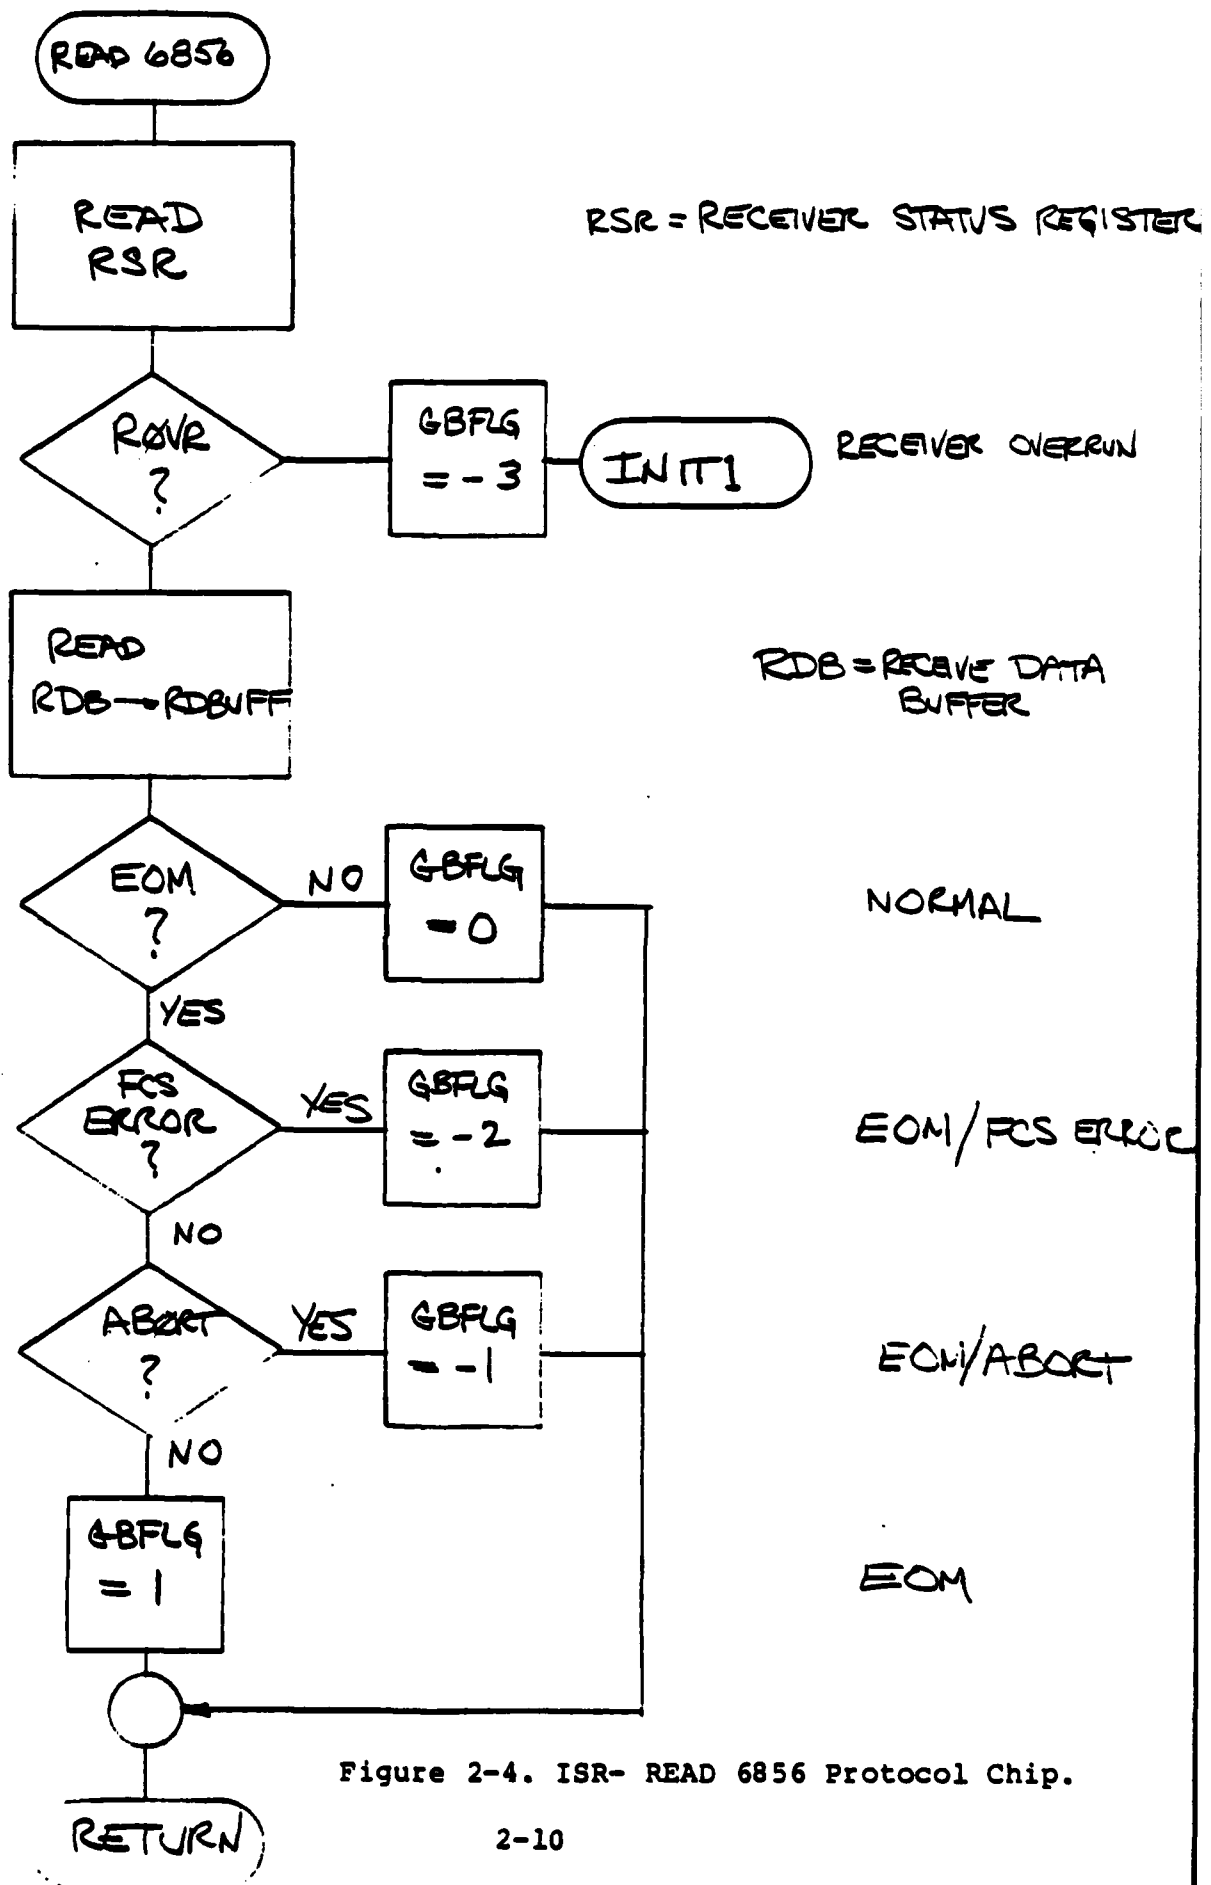 READ 6856
READ
RSR
RSR = RECEIVER STATUS REGISTER
RØVR
?
GBFLG
= - 3
INIT1
RECEIVER OVERRUN
READ
RDB → RDBUFF
RDB = RECEIVE DATA
BUFFER
EOM
?
NO
GBFLG
= 0
NORMAL
YES
FCS
ERROR
?
YES
GBFLG
= - 2
EOM/FCS ERROR
NO
ABØRT
?
YES
GBFLG
= - 1
EOM/ABORT
NO
GBFLG
= 1
EOM
Figure 2-4. ISR- READ 6856 Protocol Chip.
RETURN
2-10